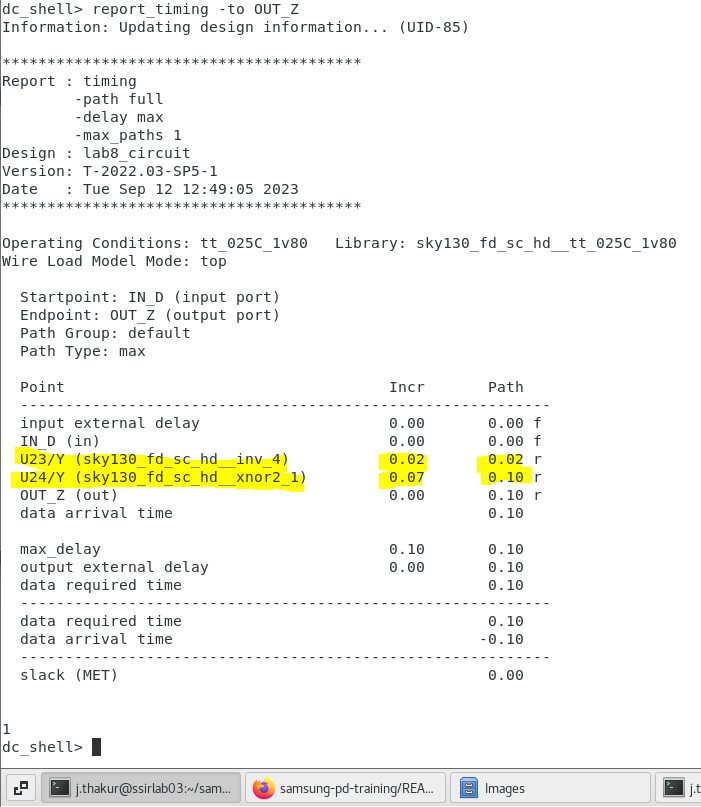 dc_shell> report_timing -to OUT_Z
Information: Updating design information... (UID-85)
****************************************
Report : timing
        -path full
        -delay max
        -max_paths 1
Design : lab8_circuit
Version: T-2022.03-SP5-1
Date   : Tue Sep 12 12:49:05 2023
****************************************
Operating Conditions: tt_025C_1v80   Library: sky130_fd_sc_hd__tt_025C_1v80
Wire Load Model Mode: top
  Startpoint: IN_D (input port)
  Endpoint: OUT_Z (output port)
  Path Group: default
  Path Type: max
  Point                                       Incr       Path
  -----------------------------------------------------------
  input external delay                        0.00       0.00 f
  IN_D (in)                                   0.00       0.00 f
  U23/Y (sky130_fd_sc_hd__inv_4)              0.02       0.02 r
  U24/Y (sky130_fd_sc_hd__xnor2_1)            0.07       0.10 r
  OUT_Z (out)                                 0.00       0.10 r
  data arrival time                                      0.10
  max_delay                                   0.10       0.10
  output external delay                       0.00       0.10
  data required time                                     0.10
  -----------------------------------------------------------
  data required time                                     0.10
  data arrival time                                     -0.10
  -----------------------------------------------------------
  slack (MET)                                            0.00
1
dc_shell>
j.thakur@ssirlab03:~/sam... samsung-pd-training/REA... Images j.t